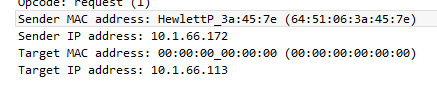 Opcode: request (1)
Sender MAC address: HewlettP_3a:45:7e (64:51:06:3a:45:7e)
Sender IP address: 10.1.66.172
Target MAC address: 00:00:00_00:00:00 (00:00:00:00:00:00)
Target IP address: 10.1.66.113